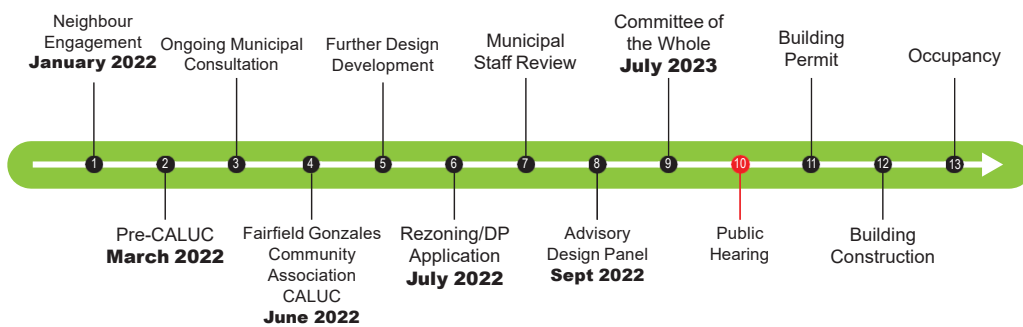 Neighbour
Engagement
January 2022
Ongoing Municipal
Consultation
Further Design
Development
Municipal
Staff Review
Committee of
the Whole
July 2023
Building
Permit
Occupancy
1
2
3
4
5
6
7
8
9
10
11
12
13
Pre-CALUC
March 2022
Fairfield Gonzales
Community
Association
CALUC
June 2022
Rezoning/DP
Application
July 2022
Advisory
Design Panel
Sept 2022
Public
Hearing
Building
Construction